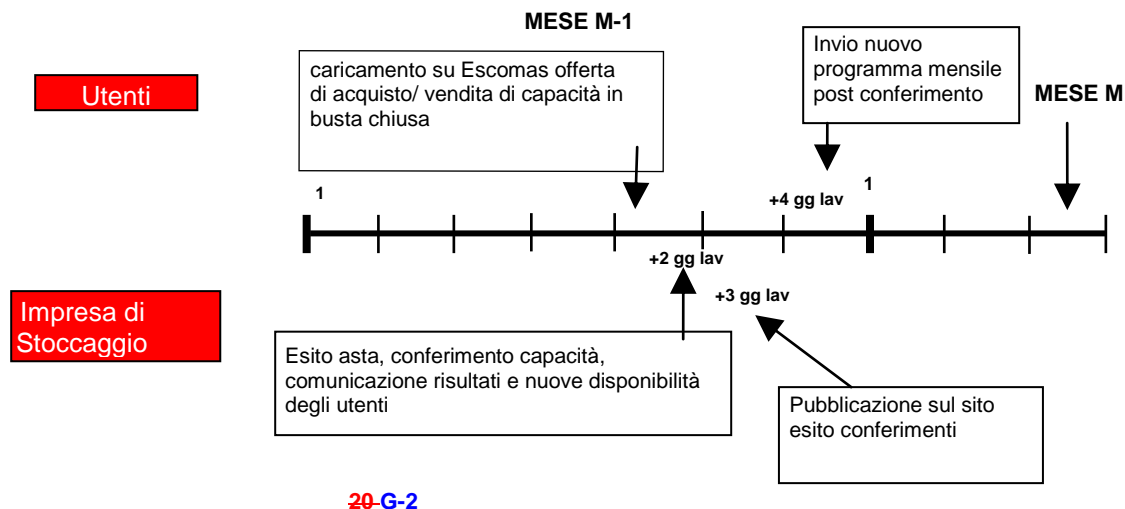 MESE M-1
caricamento su Escomas offerta
di acquisto/ vendita di capacità in
busta chiusa
Invio nuovo
programma mensile
post conferimento
Utenti
MESE M
1
+4 gg lav
1
+2 gg lav
+3 gg lav
Impresa di
Stoccaggio
Esito asta, conferimento capacità,
comunicazione risultati e nuove disponibilità
degli utenti
Pubblicazione sul sito
esito conferimenti
20 G-2